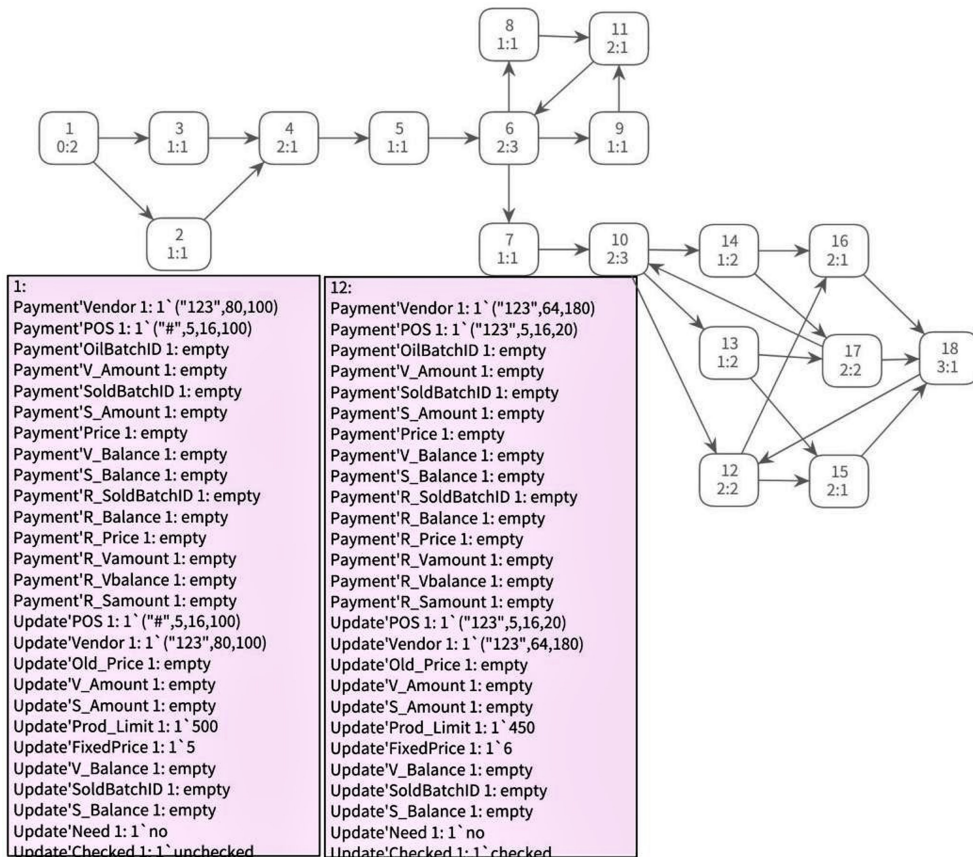 8
1:1
11
2:1
1
0:2
3
1:1
4
2:1
5
1:1
6
2:3
9
1:1
2
1:1
7
1:1
10
2:3
14
1:2
16
2:1
13
1:2
17
2:2
18
3:1
12
2:2
15
2:1
1:
Payment'Vendor 1: 1`("123",80,100)
Payment'POS 1: 1`("#",5,16,100)
Payment'OilBatchID 1: empty
Payment'V_Amount 1: empty
Payment'SoldBatchID 1: empty
Payment'S_Amount 1: empty
Payment'Price 1: empty
Payment'V_Balance 1: empty
Payment'S_Balance 1: empty
Payment'R_SoldBatchID 1: empty
Payment'R_Balance 1: empty
Payment'R_Price 1: empty
Payment'R_Vamount 1: empty
Payment'R_Vbalance 1: empty
Payment'R_Samount 1: empty
Update'POS 1: 1`("#",5,16,100)
Update'Vendor 1: 1`("123",80,100)
Update'Old_Price 1: empty
Update'V_Amount 1: empty
Update'S_Amount 1: empty
Update'Prod_Limit 1: 1`500
Update'FixedPrice 1: 1`5
Update'V_Balance 1: empty
Update'SoldBatchID 1: empty
Update'S_Balance 1: empty
Update'Need 1: 1`no
Update'Checked 1: 1`unchecked
12:
Payment'Vendor 1: 1`("123",64,180)
Payment'POS 1: 1`("123",5,16,20)
Payment'OilBatchID 1: empty
Payment'V_Amount 1: empty
Payment'SoldBatchID 1: empty
Payment'S_Amount 1: empty
Payment'Price 1: empty
Payment'V_Balance 1: empty
Payment'S_Balance 1: empty
Payment'R_SoldBatchID 1: empty
Payment'R_Balance 1: empty
Payment'R_Price 1: empty
Payment'R_Vamount 1: empty
Payment'R_Vbalance 1: empty
Payment'R_Samount 1: empty
Update'POS 1: 1`("123",5,16,20)
Update'Vendor 1: 1`("123",64,180)
Update'Old_Price 1: empty
Update'V_Amount 1: empty
Update'S_Amount 1: empty
Update'Prod_Limit 1: 1`450
Update'FixedPrice 1: 1`6
Update'V_Balance 1: empty
Update'SoldBatchID 1: empty
Update'S_Balance 1: empty
Update'Need 1: 1`no
Update'Checked 1: 1`checked